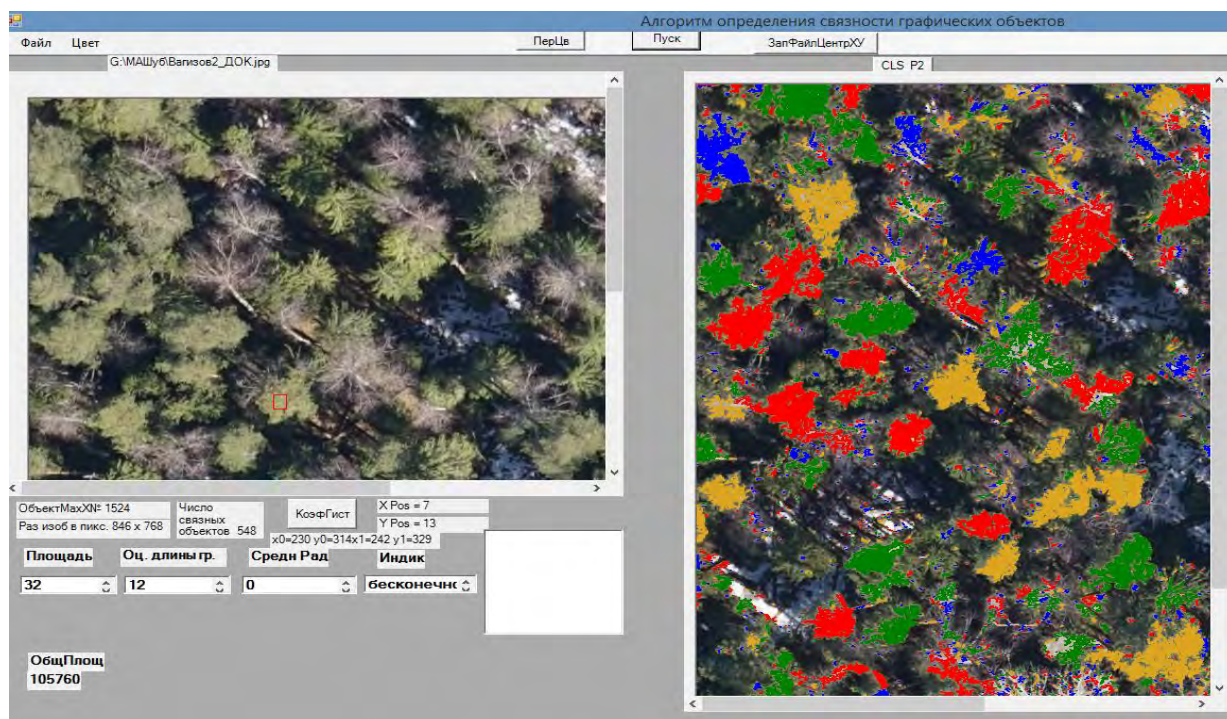 Алгоритм определения связности графических объектов
Файл Цвет ПерЦв Пуск ЗапФайлЦентрХУ
G:\МАШуб\Вагизов2_ДОК.jpg
CLS P2
ОбъектМахХ№ 1524
Раз изоб в пикс. 846 x 768
Число
связных
объектов 548
КоэфГист
X Pos = 7
Y Pos = 13
x0=230 y0=314x1=242 y1=329
Площадь Оц. длины гр. Средн Рад Индик
32 12 0 бесконечнс
ОбщПлощ
105760